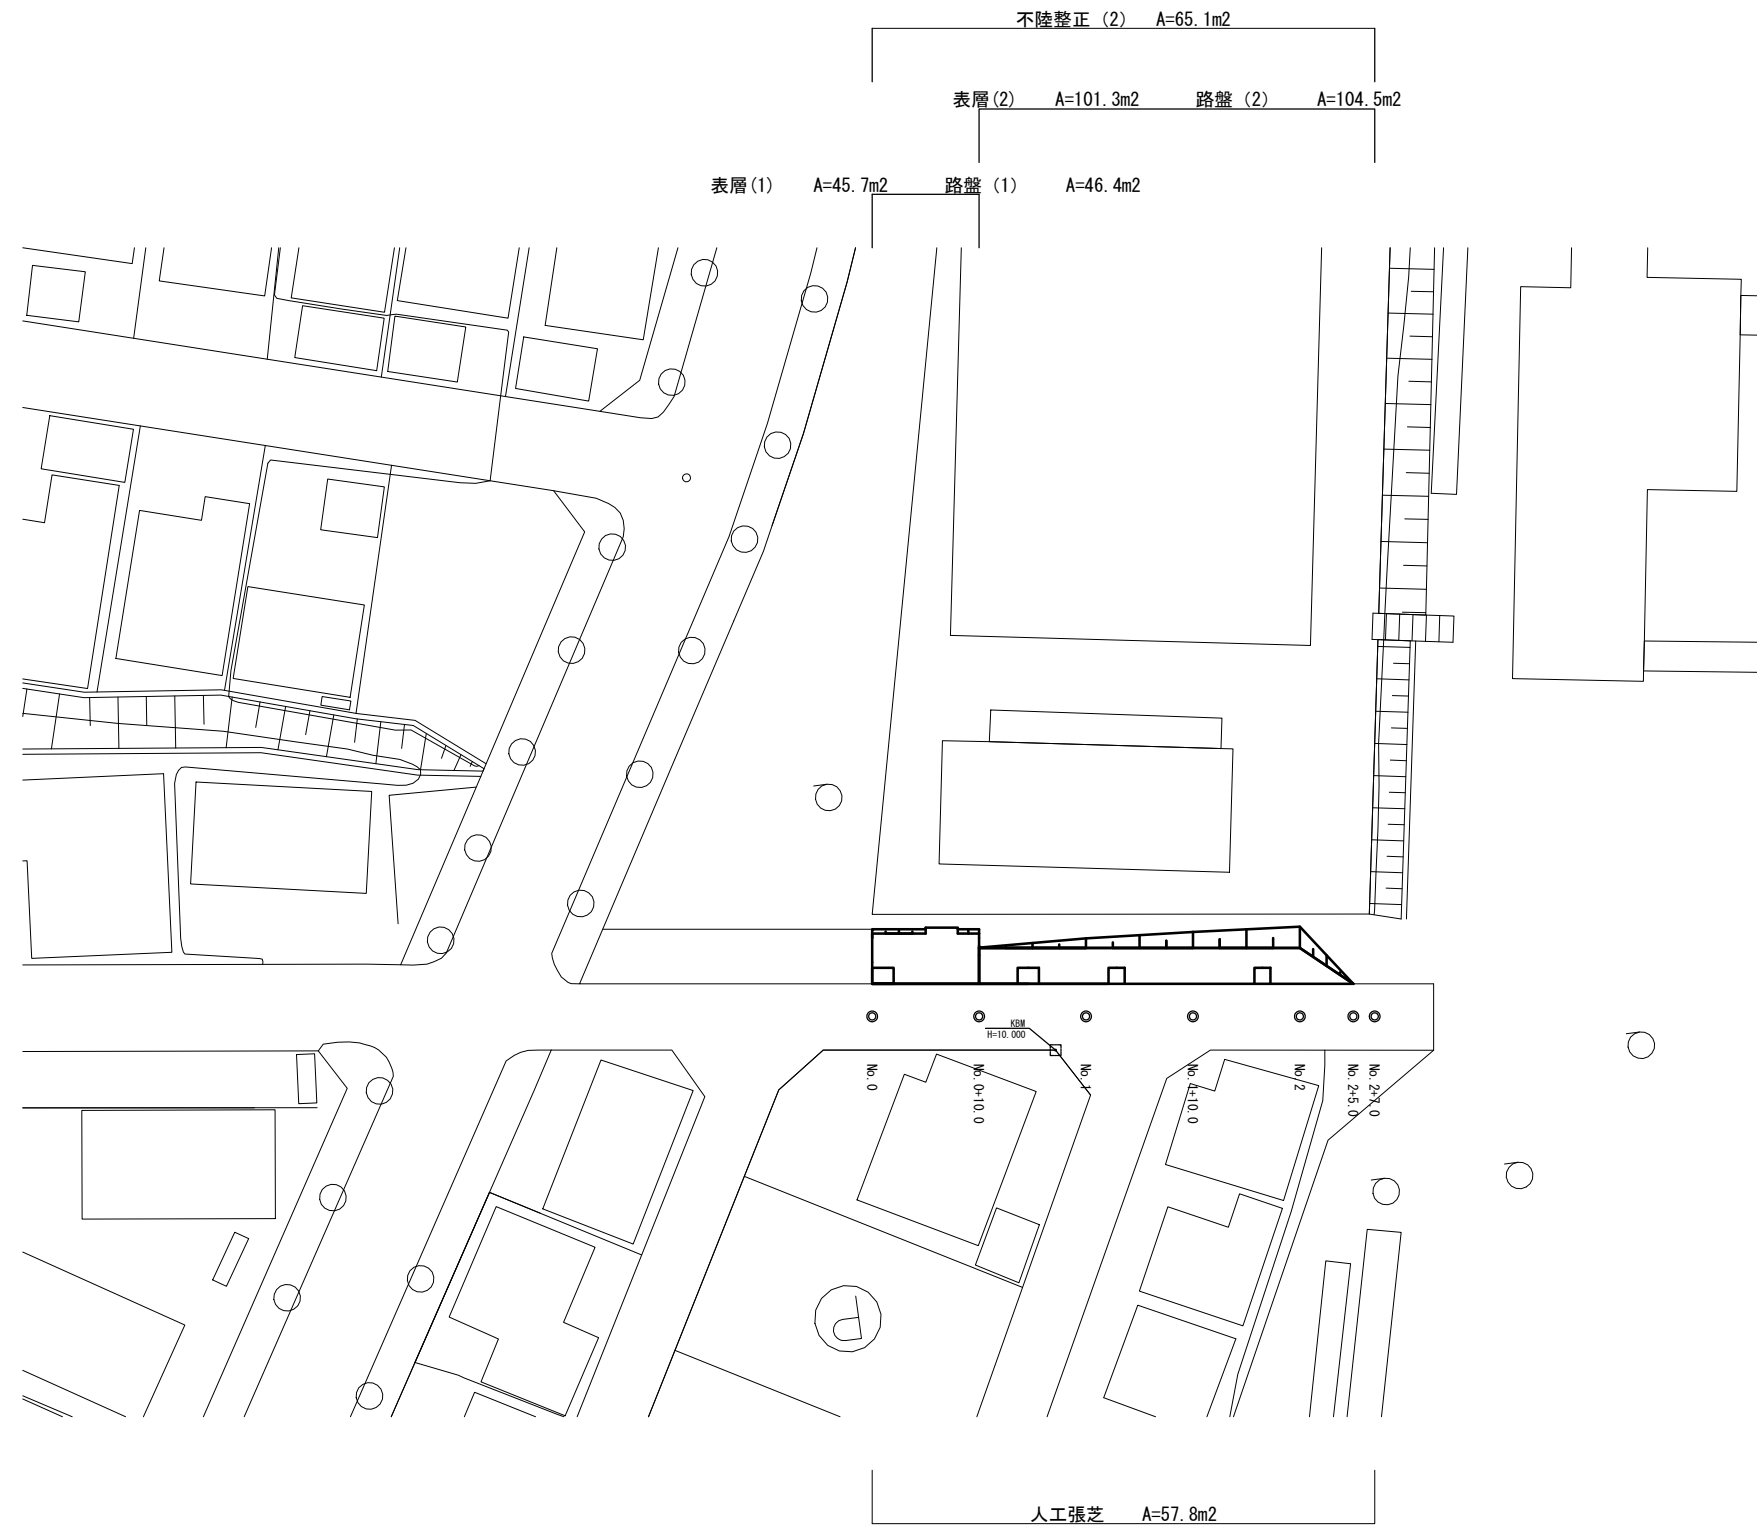 不陸整正（2） A=65.1m2
表層(2) A=101.3m2 路盤（2） A=104.5m2
表層(1) A=45.7m2 路盤（1） A=46.4m2
KBM
H=10.000
No.0
No.0+10.0
No.1
No.1+10.0
No.2
No.2+5.0
No.2+7.0
P
人工張芝 A=57.8m2